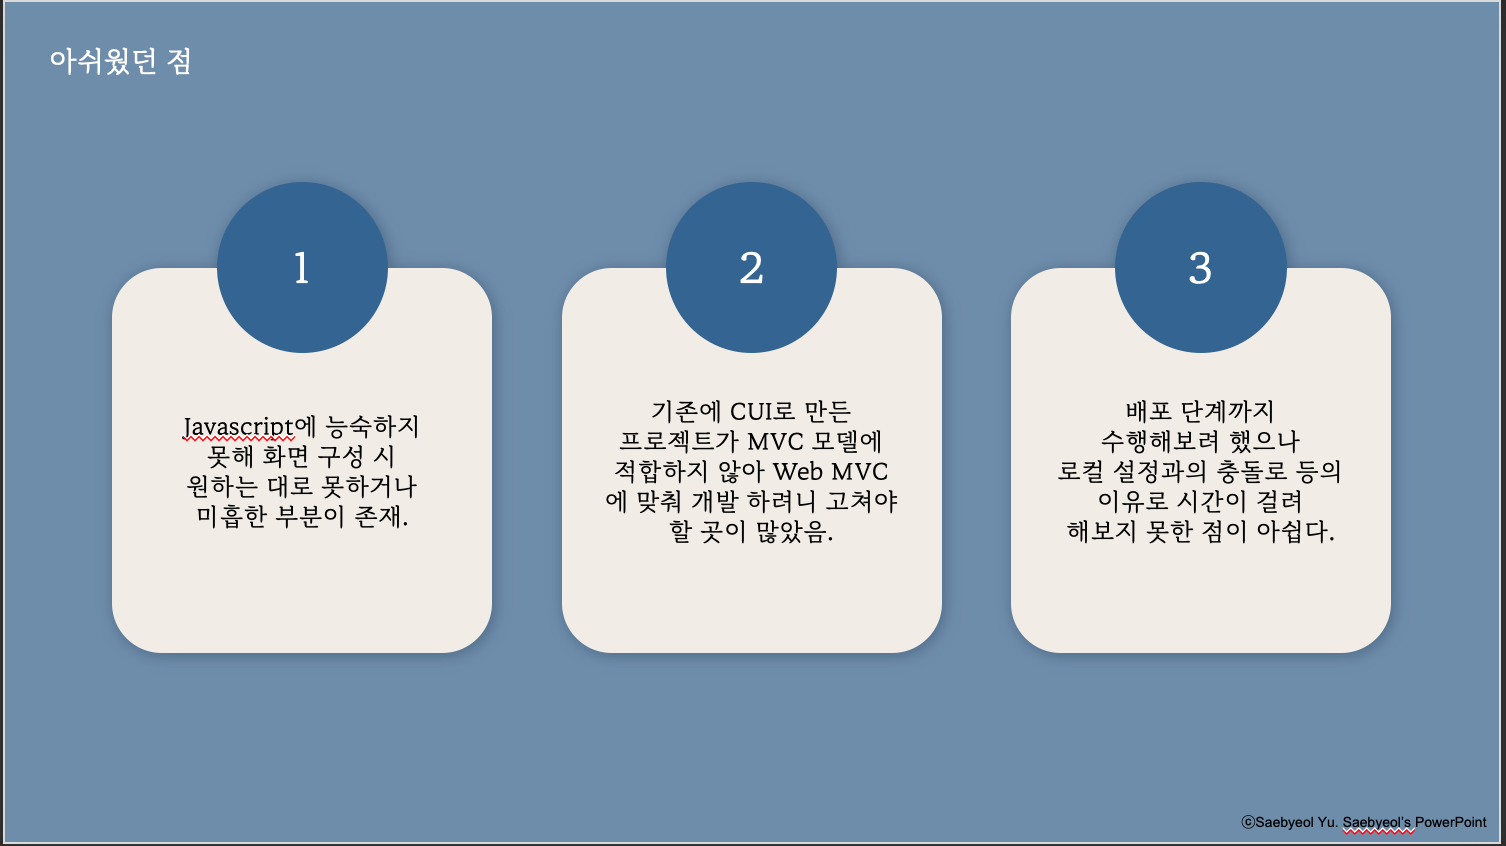 아쉬웠던 점
1
Javascript에 능숙하지
못해 화면 구성 시
원하는 대로 못하거나
미흡한 부분이 존재.
2
기존에 CUI로 만든
프로젝트가 MVC 모델에
적합하지 않아 Web MVC
에 맞춰 개발 하려니 고쳐야
할 곳이 많았음.
3
배포 단계까지
수행해보려 했으나
로컬 설정과의 충돌로 등의
이유로 시간이 걸려
해보지 못한 점이 아쉽다.
ⓒSaebyeol Yu. Saebyeol's PowerPoint